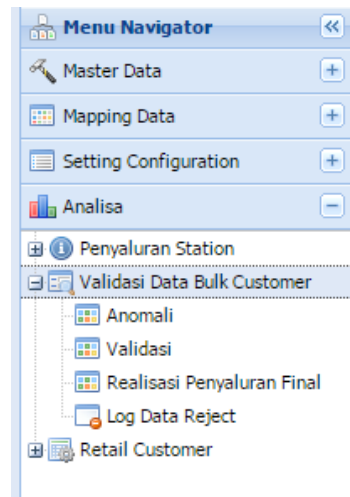 Menu Navigator
Master Data
Mapping Data
Setting Configuration
Analisa
Penyaluran Station
Validasi Data Bulk Customer
Anomali
Validasi
Realisasi Penyaluran Final
Log Data Reject
Retail Customer